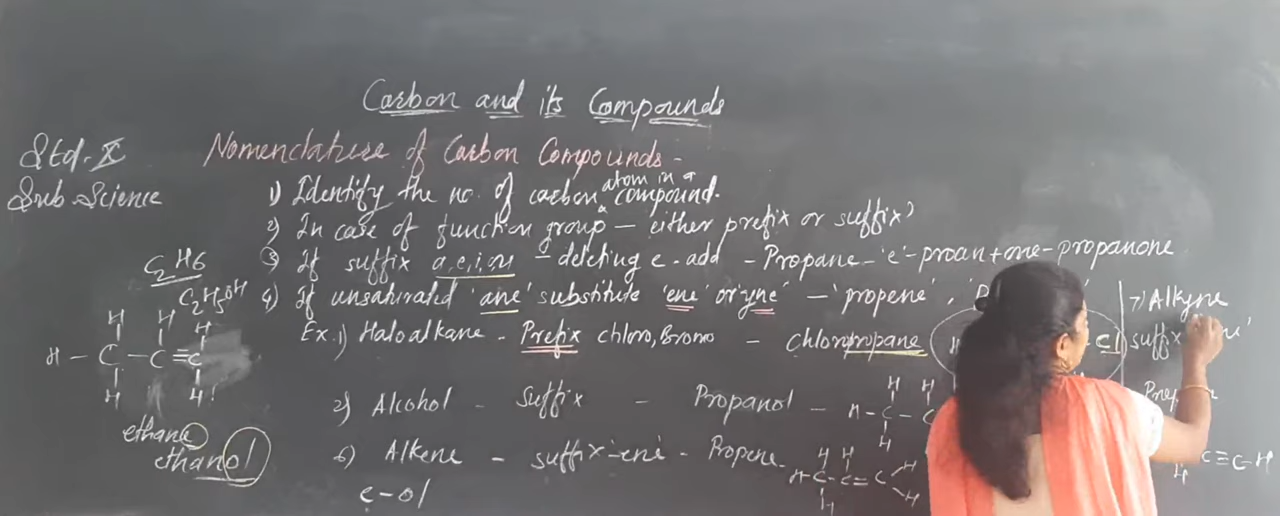 Carbon and its Compounds
Std-X
Sub Science
Nomenclature of Carbon Compounds-
1) Identify the no. of carbon atom in a compound.
2) In case of a function group - either prefix or suffix
3) If suffix a,e,i,o,u - deleting e-add - Propane-'e'-proan+one-propanone
4) If unsaturated 'ane' substitute 'ene' or 'yne' - 'propene',
Ex.1) Haloalkane - Prefix chloro, Bromo - chloropropane
Cl
2) Alcohol - suffix - Propanol -
H H
H - C - C
H
6) Alkene - suffix-ene - Propene
H H
H-C-C=C
H
H
H
e-ol
7) Alkyne
suffix
C≡C-H
C2H6
C2H5OH
H H H
H - C - C ≡ C
H H
ethane
ethanol